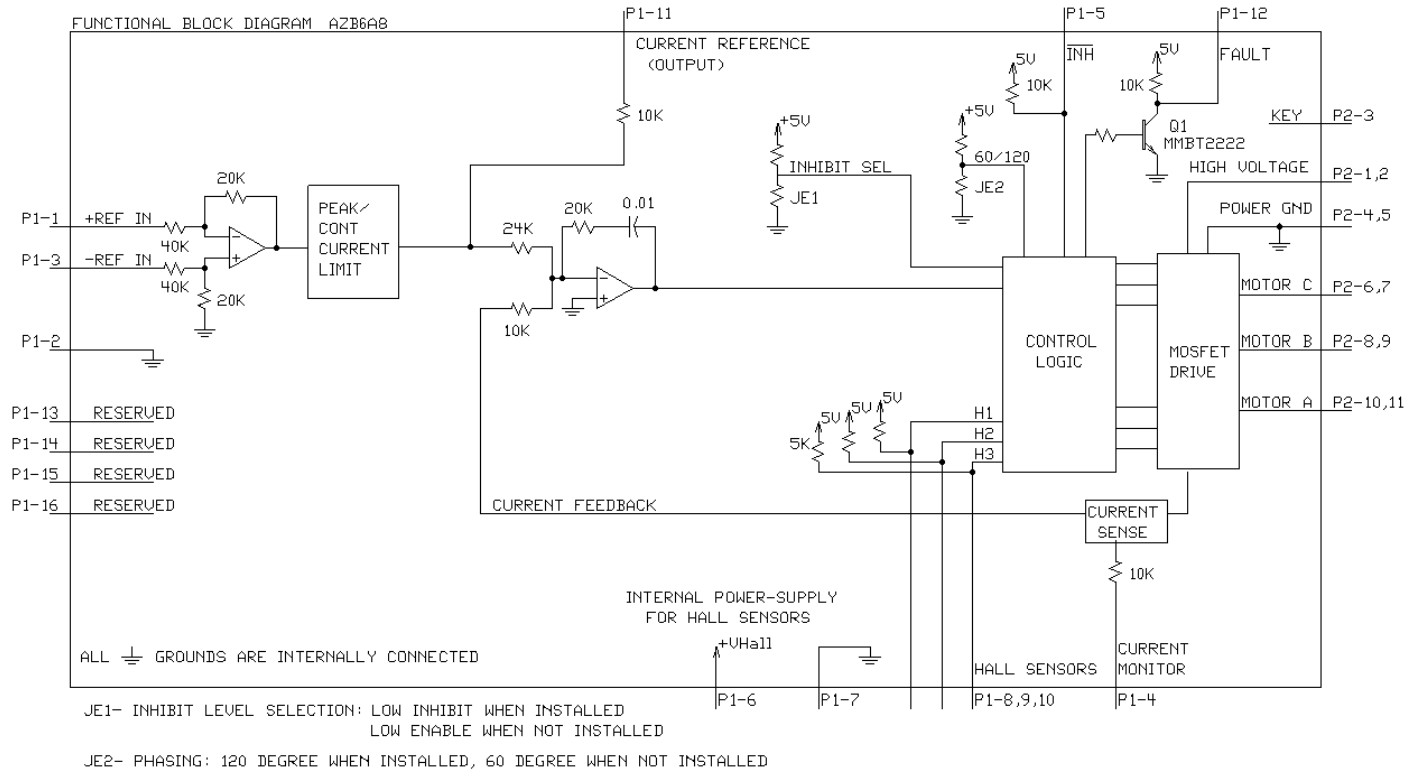 FUNCTIONAL BLOCK DIAGRAM AZB6A8
P1-11
P1-5
P1-12
CURRENT REFERENCE
(OUTPUT)
10K
5V
10K
INH
5V
10K
FAULT
+5V
+5V
KEY P2-3
Q1
MMBT2222
INHIBIT SEL
60/120
JE1
JE2
HIGH VOLTAGE P2-1,2
POWER GND P2-4,5
20K
P1-1 +REF IN
40K
P1-3 -REF IN
40K
20K
PEAK/
CONT
CURRENT
LIMIT
24K
20K
0.01
10K
MOTOR C P2-6,7
P1-2
CONTROL
LOGIC
MOSFET
DRIVE
MOTOR B P2-8,9
MOTOR A P2-10,11
P1-13 RESERVED
P1-14 RESERVED
P1-15 RESERVED
P1-16 RESERVED
5V
5V
5V
5K
H1
H2
H3
CURRENT FEEDBACK
CURRENT
SENSE
10K
INTERNAL POWER-SUPPLY
FOR HALL SENSORS
+VHall
ALL GROUNDS ARE INTERNALLY CONNECTED
HALL SENSORS
CURRENT
MONITOR
P1-6
P1-7
P1-8,9,10
P1-4
JE1- INHIBIT LEVEL SELECTION: LOW INHIBIT WHEN INSTALLED
LOW ENABLE WHEN NOT INSTALLED
JE2- PHASING: 120 DEGREE WHEN INSTALLED, 60 DEGREE WHEN NOT INSTALLED